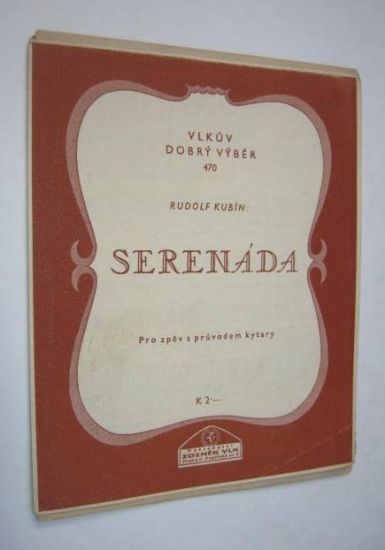 VLKŮV
DOBRÝ VÝBĚR
470
RUDOLF KUBÍN:
SERENÁDA
Pro zpěv s průvodem kytary
K 2·—
ZDENĚK VLK